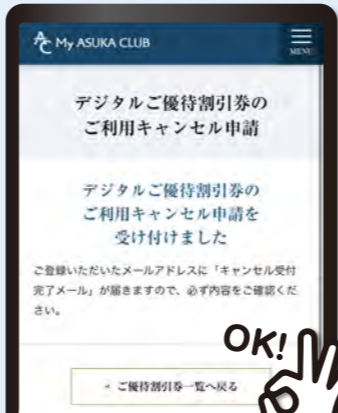 AC My ASUKA CLUB
MENU
デジタルご優待割引券の
ご利用キャンセル申請
デジタルご優待割引券の
ご利用キャンセル申請を
受け付けました
ご登録いただいたメールアドレスに「キャンセル受付
完了メール」が届きますので、必ず内容をご確認くだ
さい。
OK!
< ご優待割引券一覧へ戻る